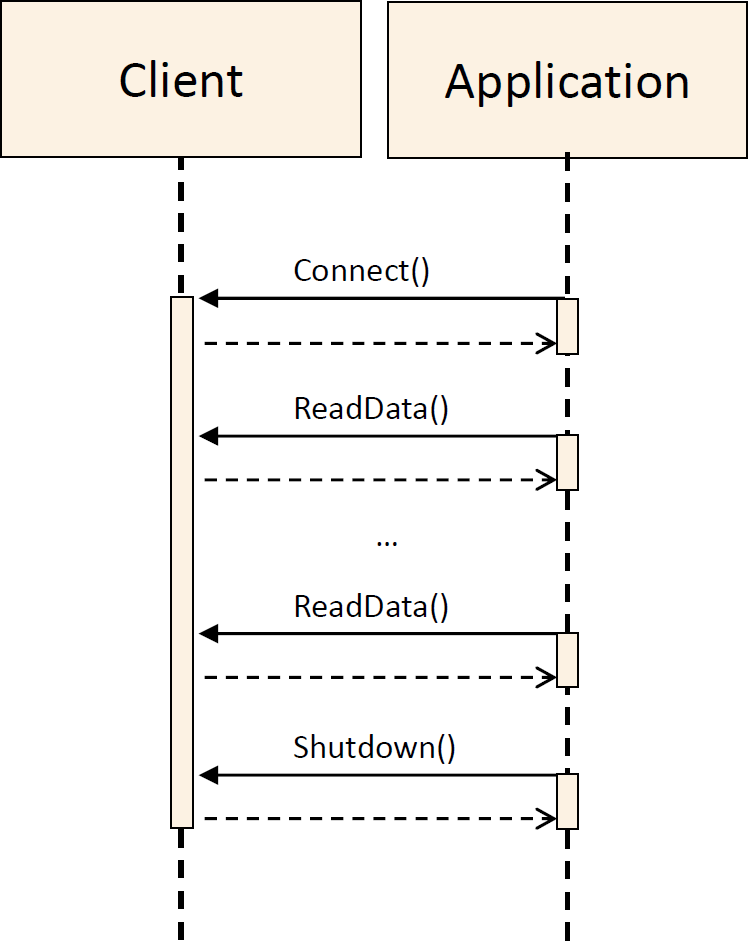 Client
Application
Connect()
ReadData()
...
ReadData()
Shutdown()